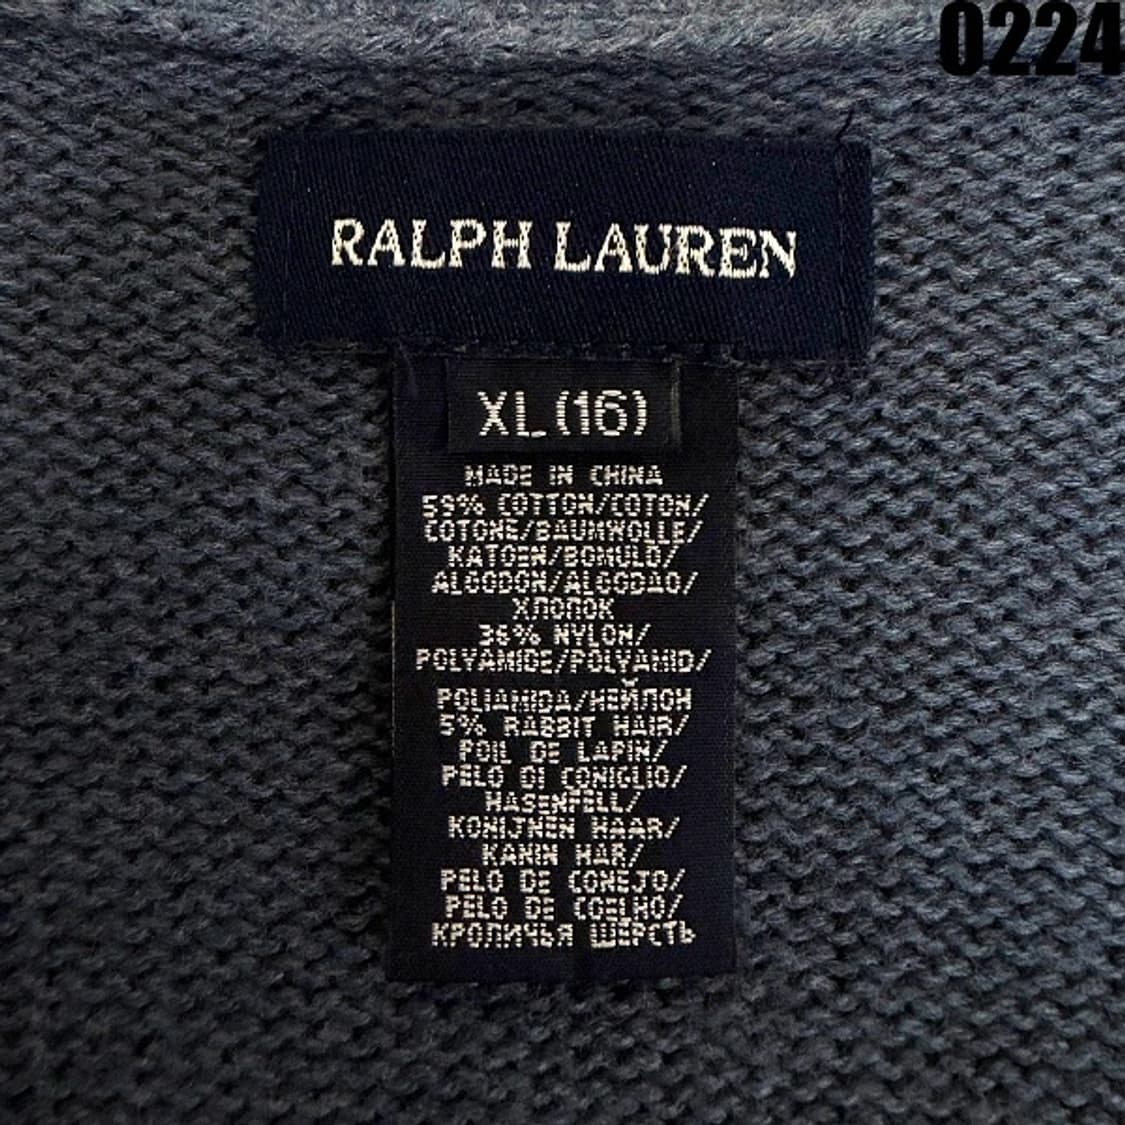 0224
RALPH LAUREN
XL(16)
MADE IN CHINA
59% COTTON/COTON/
COTONE/BAUMWOLLE/
KATOEN/BOMULD/
ALGODON/ALGODAO/
ХЛОПОК
36% NYLON/
POLYAMIDE/POLYAMID/
POLIAMIDA/НЕЙЛОН
5% RABBIT HAIR/
POIL DE LAPIN/
PELO DI CONIGLIO/
HASENFELL/
KONIJNEN HAAR/
KANIN HAR/
PELO DE CONEJO/
PELO DE COELHO/
КРОЛИЧЬЯ ШЕРСТЬ